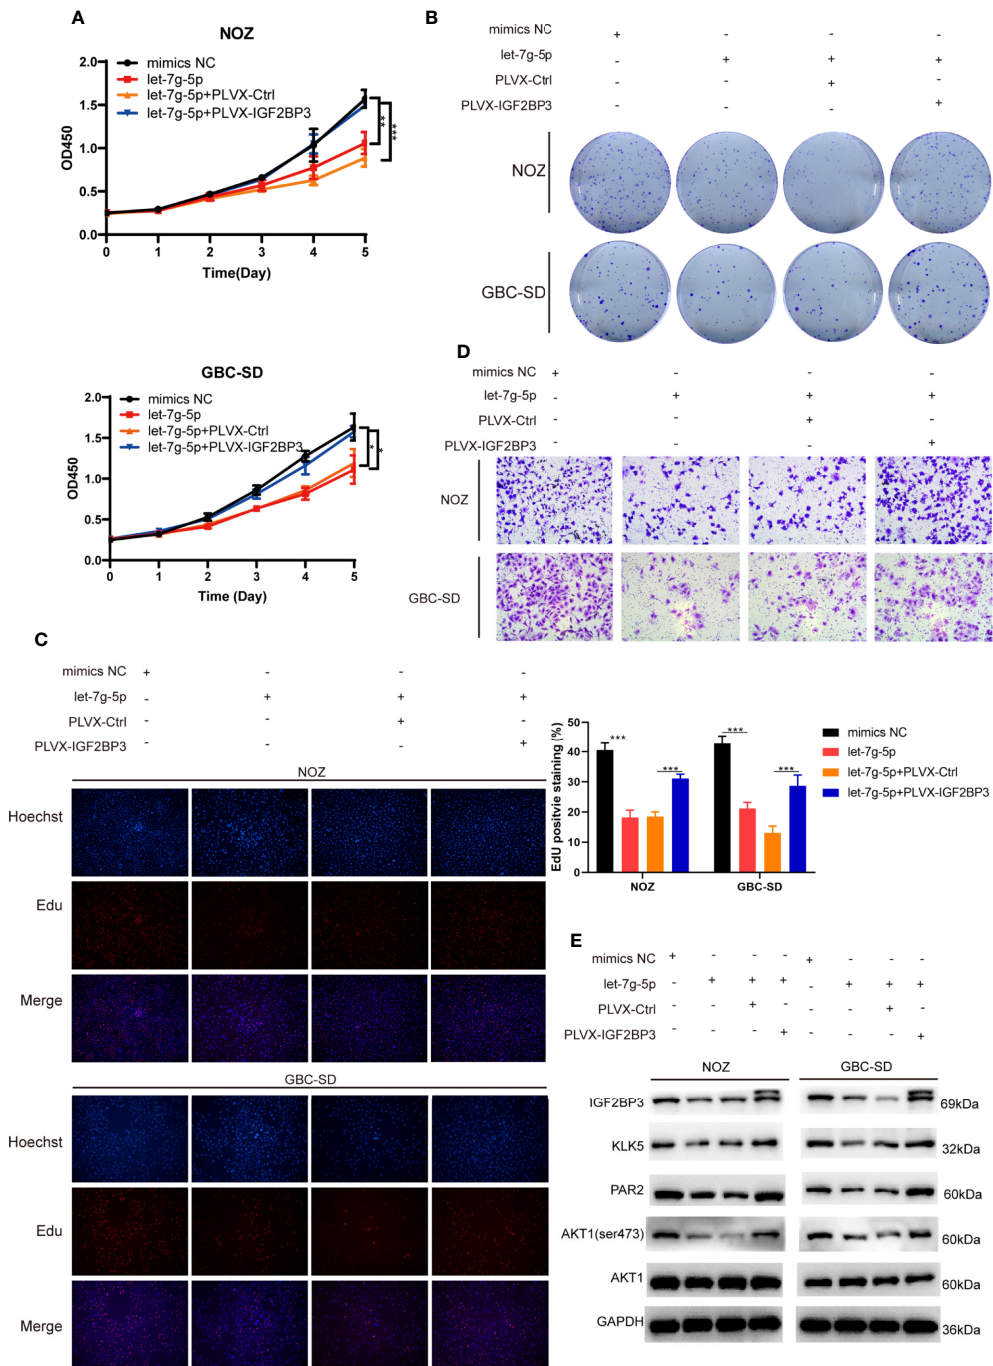 A
NOZ
2.0
1.5
1.0
0.5
0.0
OD450
mimics NC
let-7g-5p
let-7g-5p+PLVX-Ctrl
let-7g-5p+PLVX-IGF2BP3
**
***
0 1 2 3 4 5
Time(Day)
GBC-SD
2.0
1.5
1.0
0.5
0.0
OD450
mimics NC
let-7g-5p
let-7g-5p+PLVX-Ctrl
let-7g-5p+PLVX-IGF2BP3
*
*
0 1 2 3 4 5
Time (Day)
B
mimics NC + - - -
let-7g-5p - + + +
PLVX-Ctrl - - + -
PLVX-IGF2BP3 - - - +
NOZ
GBC-SD
D
mimics NC + - - -
let-7g-5p - + + +
PLVX-Ctrl - - + -
PLVX-IGF2BP3 - - - +
NOZ
GBC-SD
C
mimics NC + - - -
let-7g-5p - + + +
PLVX-Ctrl - - + -
PLVX-IGF2BP3 - - - +
NOZ
Hoechst
Edu
Merge
GBC-SD
Hoechst
Edu
Merge
50
40
30
20
10
0
EdU positvie staining (%)
*** *** *** ***
NOZ GBC-SD
mimics NC
let-7g-5p
let-7g-5p+PLVX-Ctrl
let-7g-5p+PLVX-IGF2BP3
E
mimics NC + - - - + - - -
let-7g-5p - + + + - + + +
PLVX-Ctrl - - + - - - + -
PLVX-IGF2BP3 - - - + - - - +
NOZ GBC-SD
IGF2BP3 69kDa
KLK5 32kDa
PAR2 60kDa
AKT1(ser473) 60kDa
AKT1 60kDa
GAPDH 36kDa